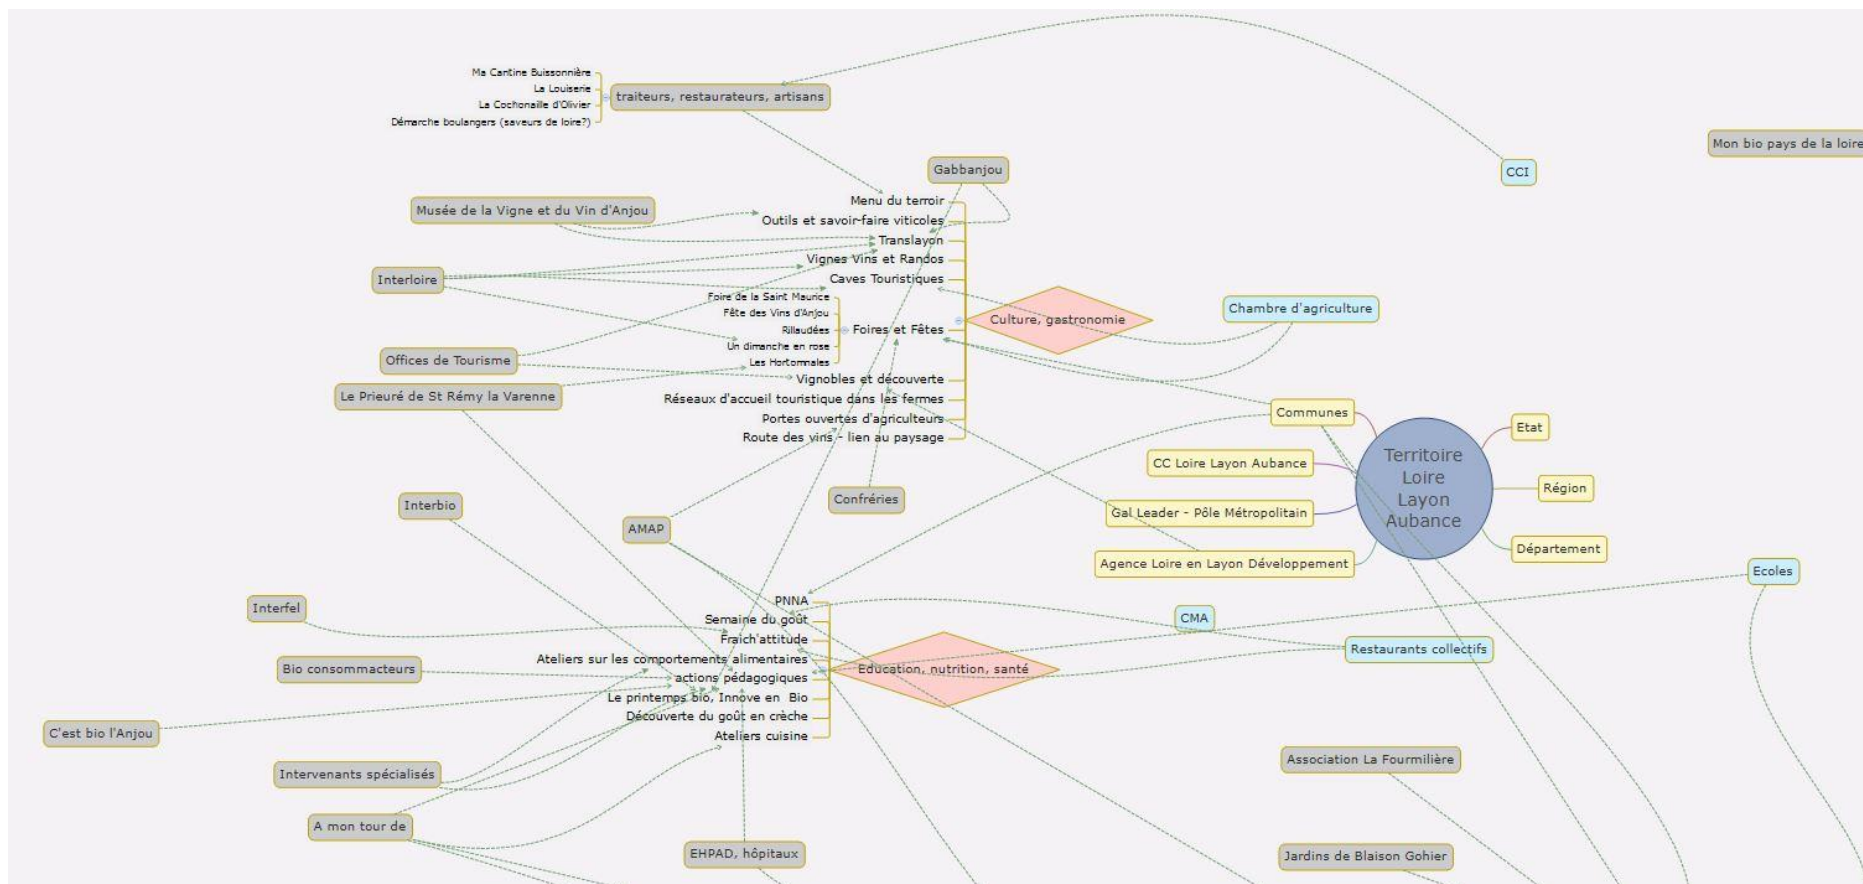 Ma Cantine Buissonnière
La Louiserie
La Cochonaille d'Olivier
Démarche boulangers (saveurs de loire?)
traiteurs, restaurateurs, artisans
Mon bio pays de la loire
CCI
Gabbanjou
Musée de la Vigne et du Vin d'Anjou
Interloire
Offices de Tourisme
Le Prieuré de St Rémy la Varenne
Menu du terroir
Outils et savoir-faire viticoles
Translayon
Vignes Vins et Randos
Caves Touristiques
Foire de la Saint Maurice
Fête des Vins d'Anjou
Rillaudées
Un dimanche en rose
Les Hortomnales
Foires et Fêtes
Vignobles et découverte
Réseaux d'accueil touristique dans les fermes
Portes ouvertes d'agriculteurs
Route des vins - lien au paysage
Culture, gastronomie
Chambre d'agriculture
Communes
CC Loire Layon Aubance
Gal Leader - Pôle Métropolitain
Agence Loire en Layon Développement
Territoire
Loire
Layon
Aubance
Etat
Région
Département
Ecoles
Confréries
Interbio
AMAP
Interfel
Bio consommacteurs
C'est bio l'Anjou
Intervenants spécialisés
A mon tour de
EHPAD, hôpitaux
PNNA
Semaine du goût
Fraich'attitude
Ateliers sur les comportements alimentaires
actions pédagogiques
Le printemps bio, Innove en Bio
Découverte du goût en crèche
Ateliers cuisine
Education, nutrition, santé
CMA
Restaurants collectifs
Association La Fourmilière
Jardins de Blaison Gohier